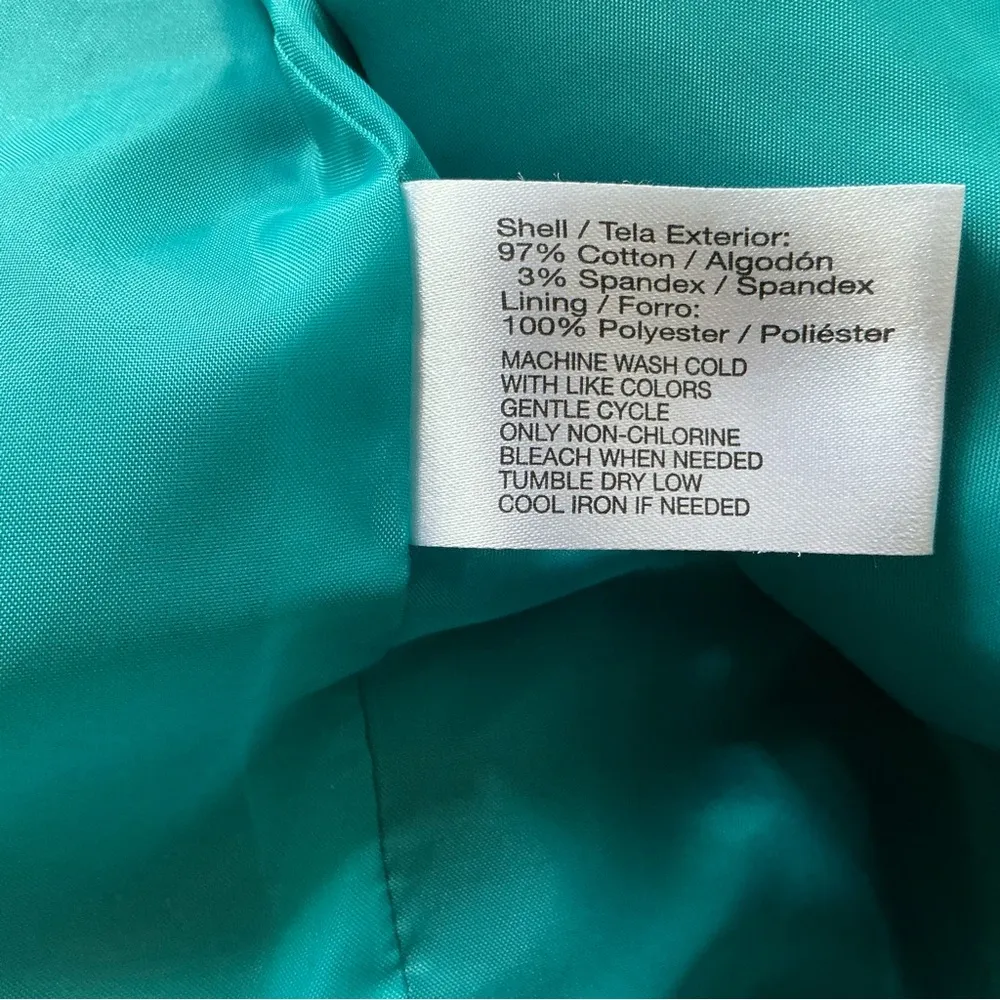 Shell / Tela Exterior:
97% Cotton / Algodón
3% Spandex / Spandex
Lining / Forro:
100% Polyester / Poliéster
MACHINE WASH COLD
WITH LIKE COLORS
GENTLE CYCLE
ONLY NON-CHLORINE
BLEACH WHEN NEEDED
TUMBLE DRY LOW
COOL IRON IF NEEDED